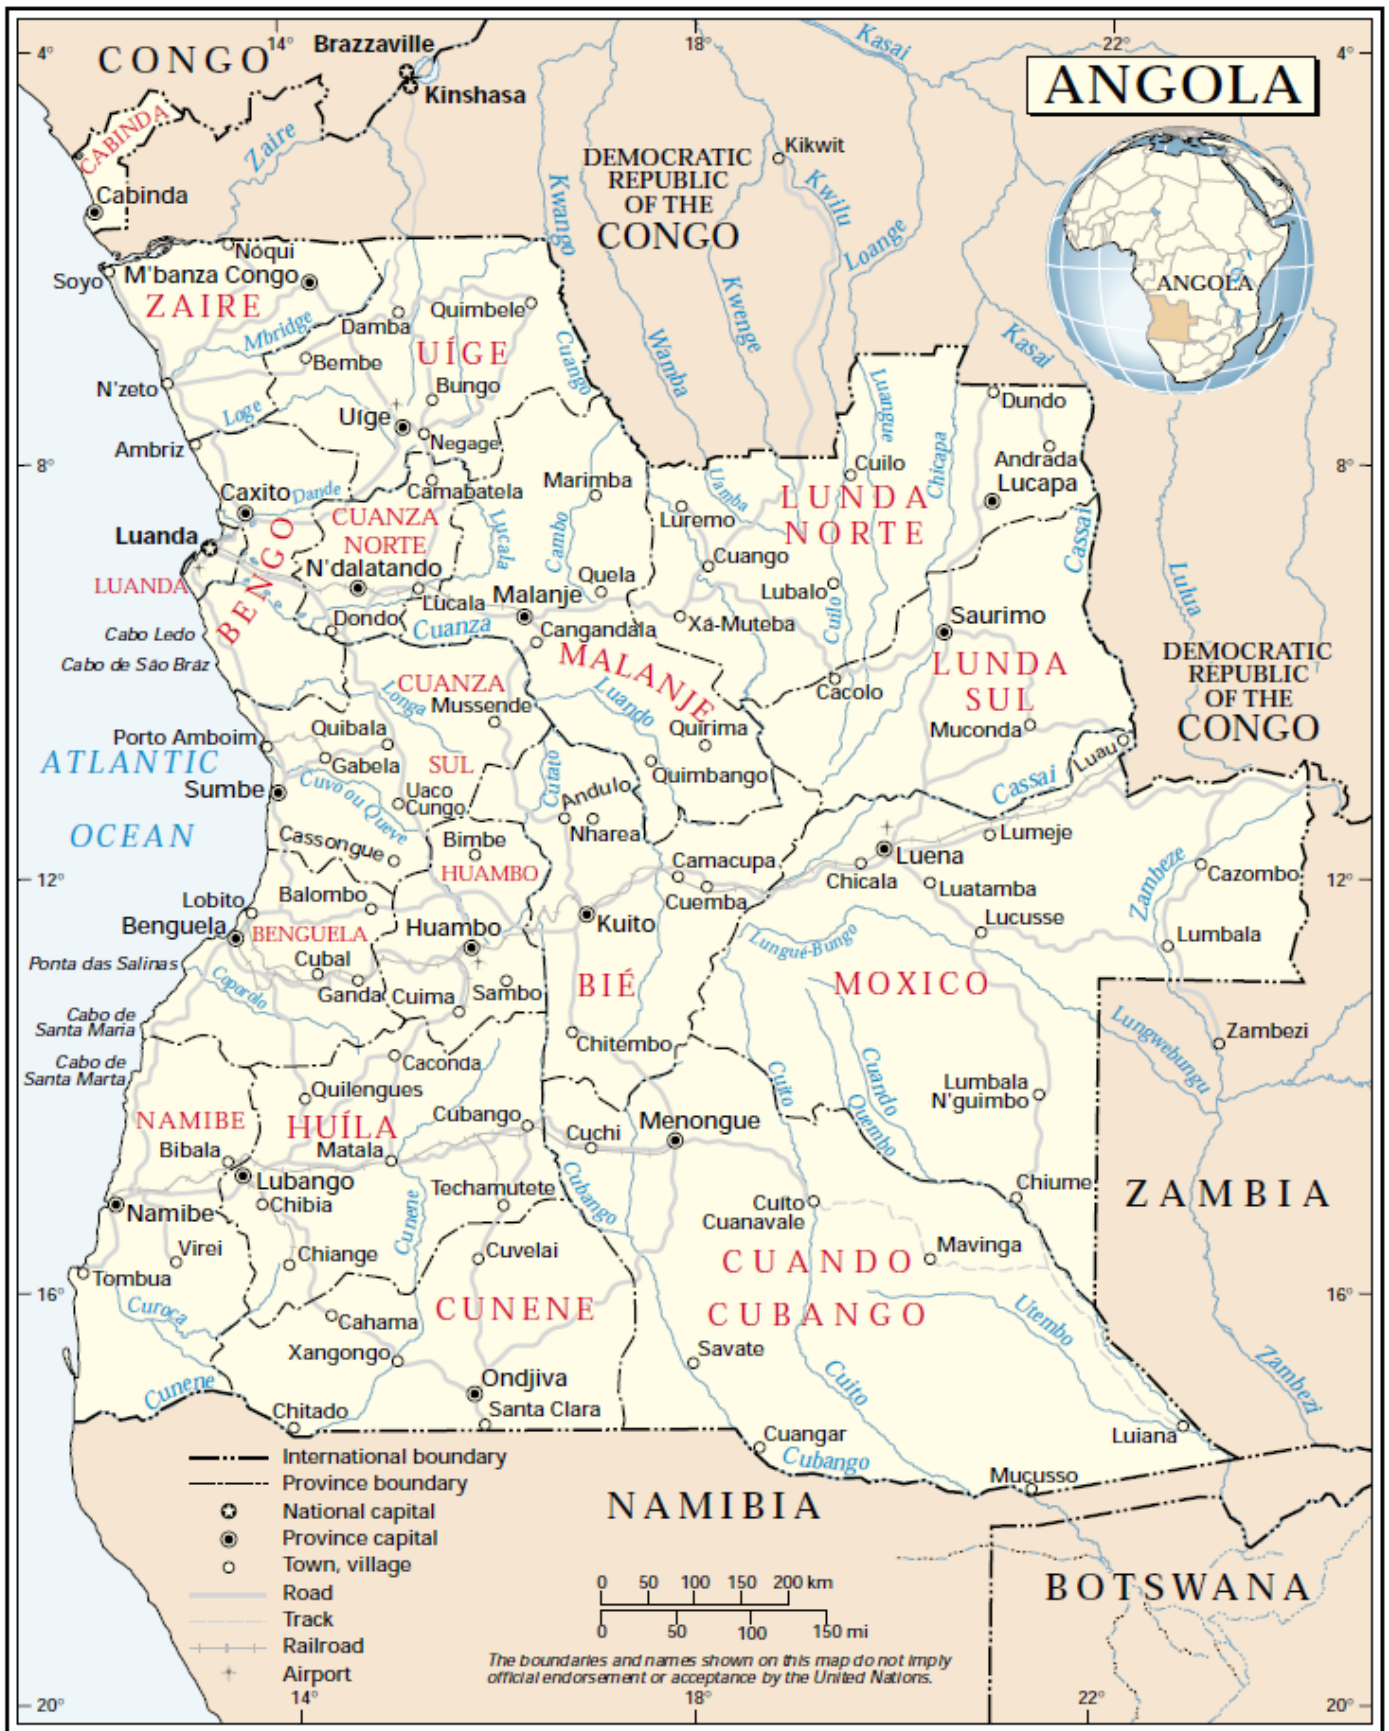 14°
18°
22°
4°
4°
CONGO
Brazzaville
Kinshasa
Kasai
ANGOLA
CABINDA
Zaire
DEMOCRATIC
REPUBLIC
OF THE
CONGO
Kikwit
Kwilu
Kwango
Loange
Cabinda
Noqui
Soyo
M'banza Congo
ZAIRE
Kwenge
ANGOLA
Mbridge
Damba
Quimbele
UÍGE
Cuango
Wamba
Kasai
Bembe
Bungo
N'zeto
Luangue
Dundo
Loge
Uíge
Negage
Ambriz
8°
8°
Chicapa
Andrada
Cuilo
Lucapa
Caxito
Dande
Camabatela
Marimba
Uamba
LUNDA
NORTE
CUANZA
NORTE
Luremo
Luanda
BENGO
Lucala
Cambo
Cassai
Cuango
LUANDA
N'dalatando
Quela
Lubalo
Lulua
Lucala
Malanje
Cuilo
Saurimo
Dondo
Cuanza
Cangandala
Xá-Muteba
Cabo Ledo
Cabo de São Bráz
MALANJE
LUNDA
SUL
DEMOCRATIC
REPUBLIC
OF THE
CONGO
CUANZA
Longa
Mussende
Luando
Cacolo
Quibala
Quirima
Muconda
Porto Amboim
Gabela
SUL
Luau
ATLANTIC
OCEAN
Cutato
Quimbango
Sumbe
Cuvo ou Queve
Uaco
Cungo
Andulo
Cassai
Nharea
Cassongue
Bimbe
Lumeje
HUAMBO
Camacupa
Luena
Zambeze
Cazombo
12°
12°
Chicala
Luatamba
Balombo
Cuemba
Lobito
Lucusse
Benguela
BENGUELA
Huambo
Kuito
Lungué-Bungo
Lumbala
Ponta das Salinas
Cubal
Coporolo
Ganda
Cuima
Sambo
BIÉ
MOXICO
Cabo de
Santa Maria
Chitembo
Lungwebungu
Zambezi
Cabo de
Santa Marta
Caconda
Cuito
Cuando
Quilengues
Lumbala
N'guimbo
NAMIBE
HUÍLA
Cubango
Cuchi
Menongue
Quembo
Bibala
Matala
Lubango
Techamutete
Cubango
Chiume
ZAMBIA
Namibe
Chibia
Cunene
Cuito
Cuanavale
Virei
Chiange
Cuvelai
Mavinga
CUANDO
CUBANGO
Tombua
16°
16°
Curoca
Cahama
CUNENE
Utembo
Xangongo
Savate
Zambezi
Cunene
Ondjiva
Cuito
Chitado
Santa Clara
Cuangar
Luiana
Cubango
Mucusso
International boundary
Province boundary
National capital
Province capital
Town, village
Road
Track
Railroad
Airport
NAMIBIA
BOTSWANA
0 50 100 150 200 km
0 50 100 150 mi
The boundaries and names shown on this map do not imply
official endorsement or acceptance by the United Nations.
20°
20°
14°
18°
22°